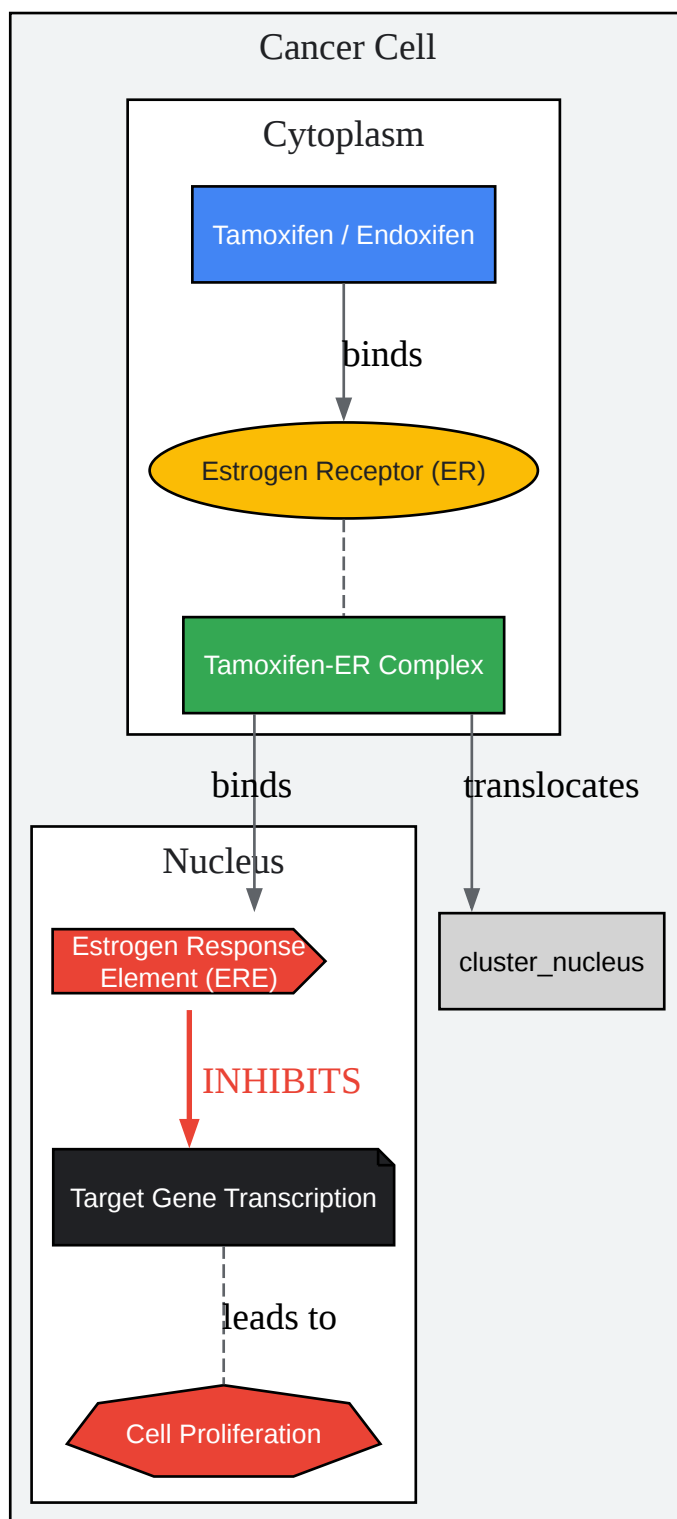 Cancer Cell
Cytoplasm
Tamoxifen / Endoxifen
binds
Estrogen Receptor (ER)
Tamoxifen-ER Complex
binds
translocates
Nucleus
Estrogen Response
Element (ERE)
cluster_nucleus
INHIBITS
Target Gene Transcription
leads to
Cell Proliferation